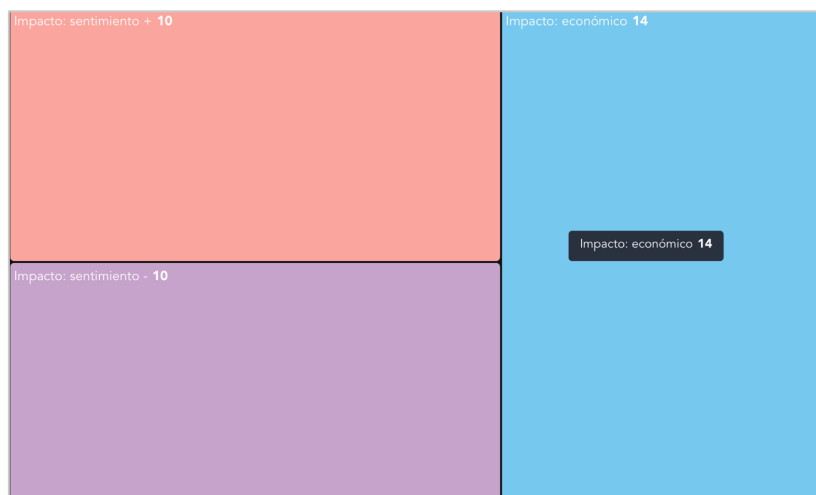 Impacto: sentimiento + 10
Impacto: económico 14
Impacto: económico 14
Impacto: sentimiento - 10